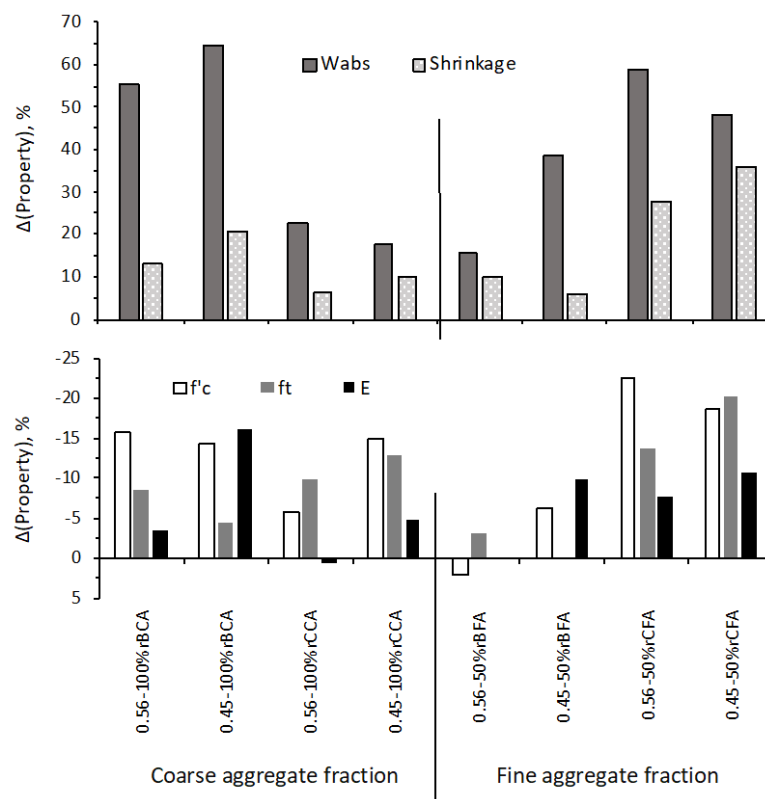 Δ(Property), %
70
60
50
40
30
20
10
0
Wabs Shrinkage
Δ(Property), %
-25
-20
-15
-10
-5
0
5
f'c ft E
0.56-100%rBCA
0.45-100%rBCA
0.56-100%rCCA
0.45-100%rCCA
0.56-50%rBFA
0.45-50%rBFA
0.56-50%rCFA
0.45-50%rCFA
Coarse aggregate fraction Fine aggregate fraction